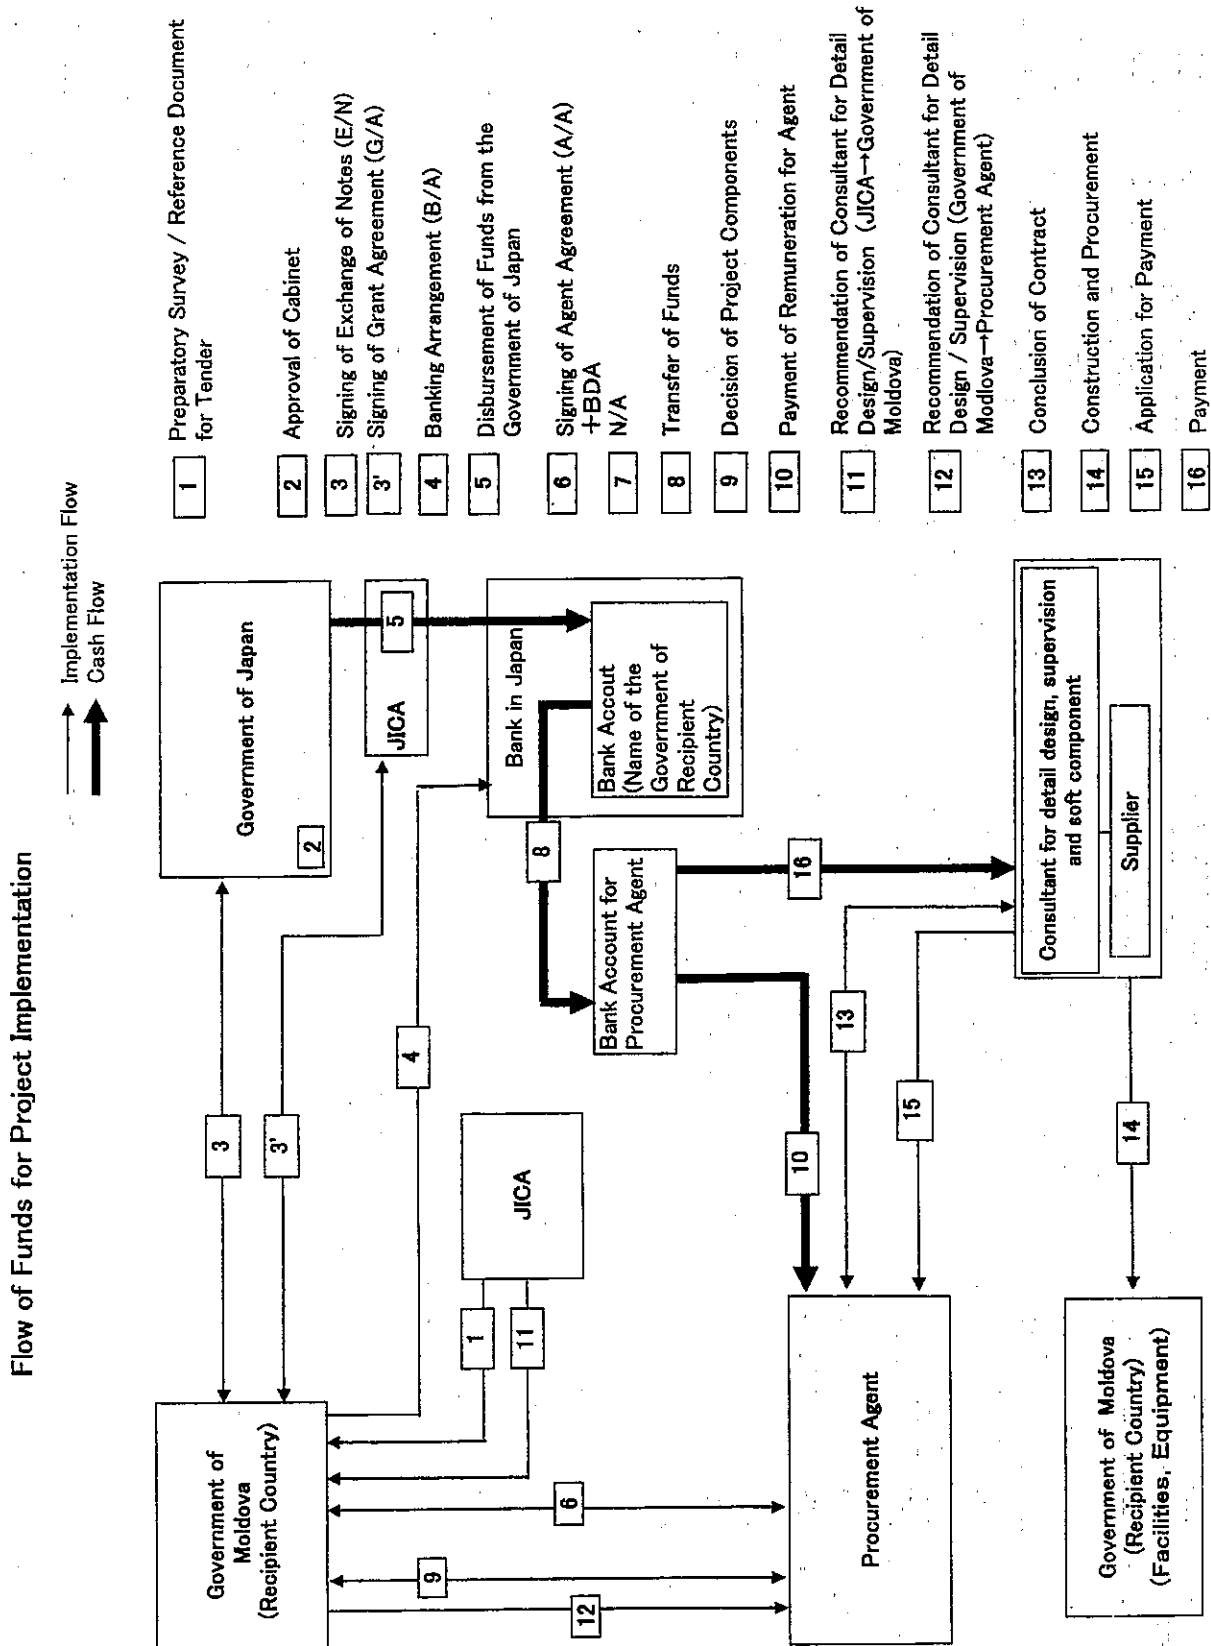 Flow of Funds for Project Implementation
Implementation Flow
Cash Flow
Government of
Moldova
(Recipient Country)
3
3'
4
Government of Japan
2
JICA
5
1
11
JICA
Bank in Japan
Bank Accout
(Name of the
Government of
Recipient
Country)
8
Bank Account for
Procurement Agent
9
12
6
10
16
13
15
Procurement Agent
Consultant for detail design, supervision
and soft component
Supplier
14
Government of Moldova
(Recipient Country)
(Facilities, Equipment)
1 Preparatory Survey / Reference Document
for Tender
2 Approval of Cabinet
3 Signing of Exchange of Notes (E/N)
3' Signing of Grant Agreement (G/A)
4 Banking Arrangement (B/A)
5 Disbursement of Funds from the
Government of Japan
6 Signing of Agent Agreement (A/A)
+BDA
7 N/A
8 Transfer of Funds
9 Decision of Project Components
10 Payment of Remuneration for Agent
11 Recommendation of Consultant for Detail
Design/Supervision (JICA→Government of
Moldova)
12 Recommendation of Consultant for Detail
Design / Supervision (Government of
Modlova→Procurement Agent)
13 Conclusion of Contract
14 Construction and Procurement
15 Application for Payment
16 Payment